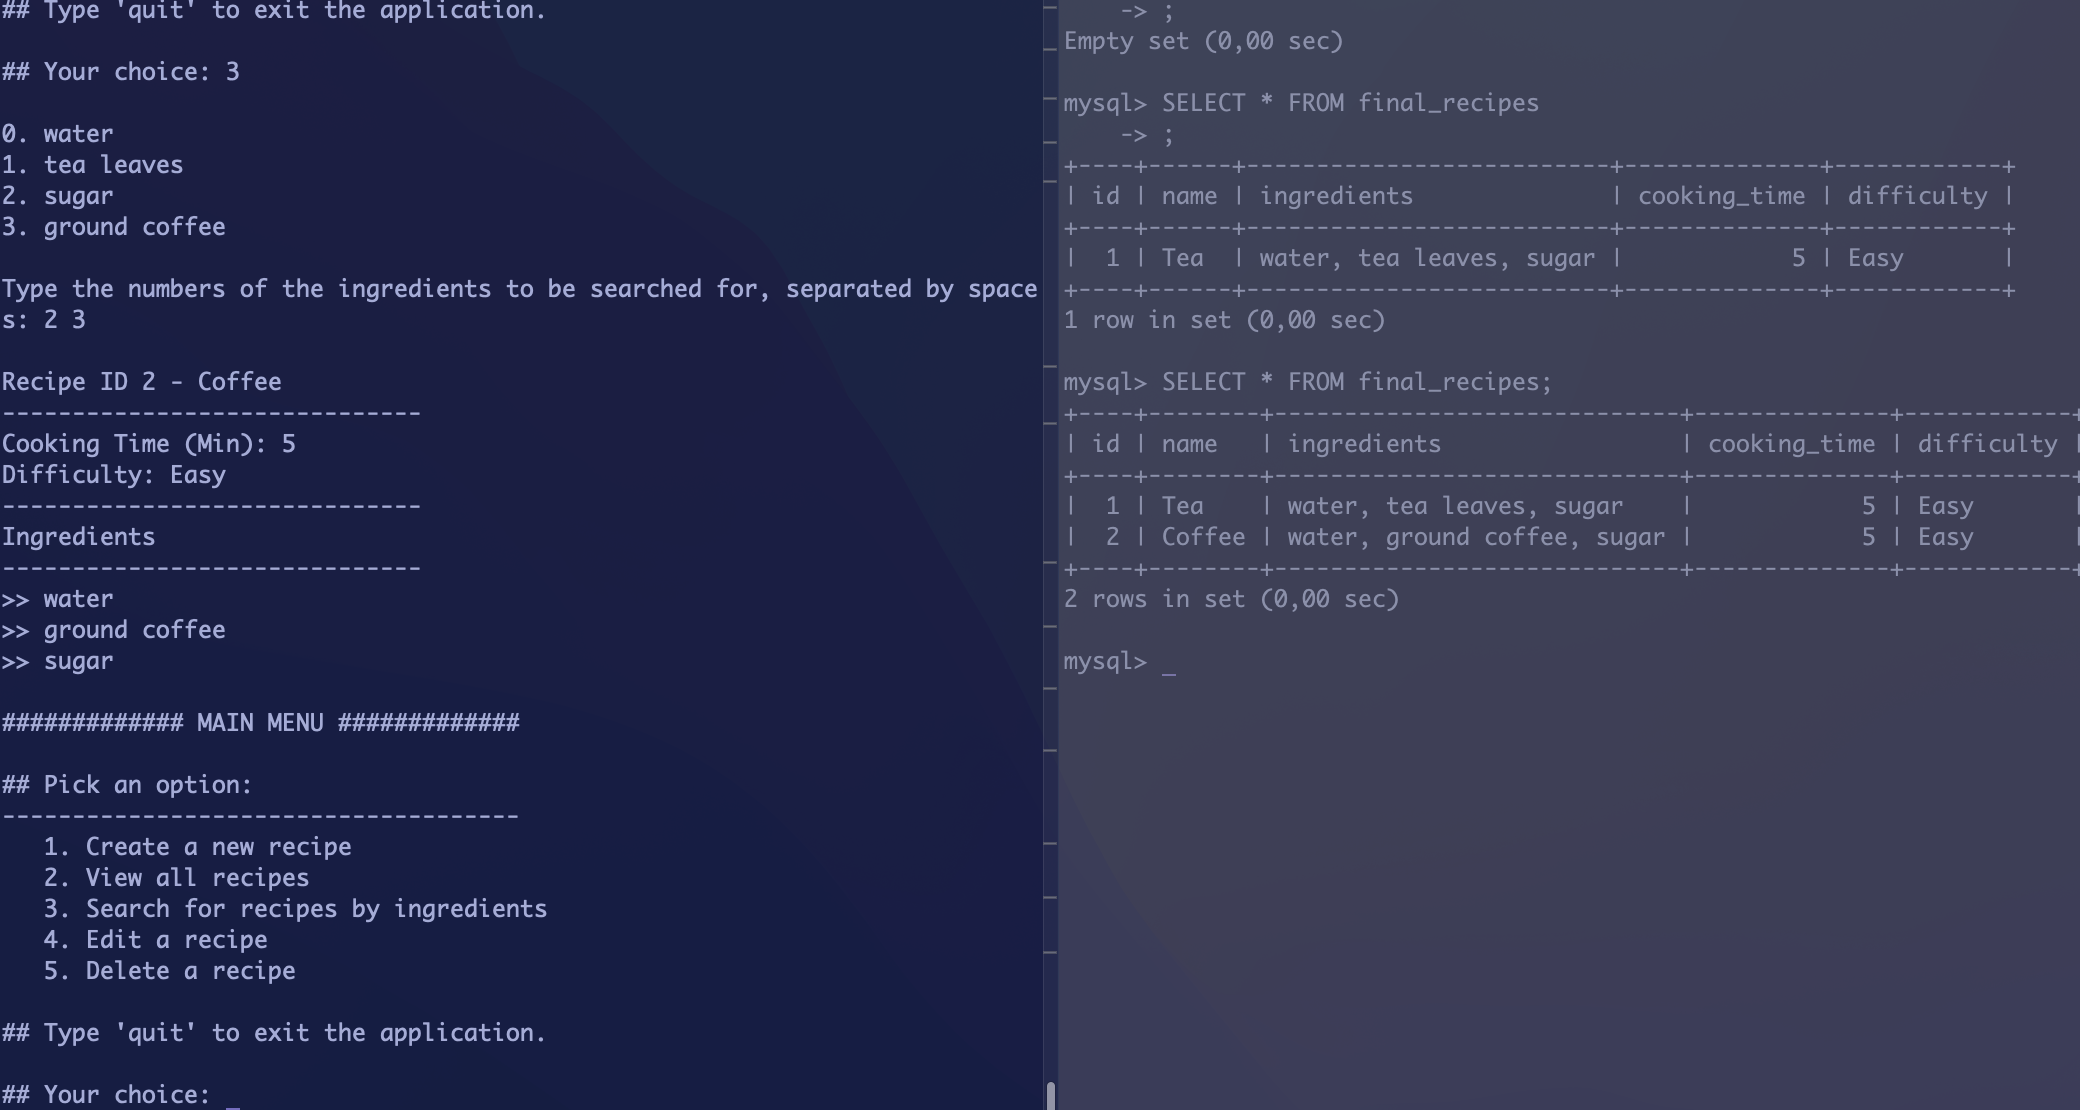 ## Type 'quit' to exit the application.
## Your choice: 3
0. water
1. tea leaves
2. sugar
3. ground coffee
Type the numbers of the ingredients to be searched for, separated by space
s: 2 3
Recipe ID 2 - Coffee
------------------------------
Cooking Time (Min): 5
Difficulty: Easy
------------------------------
Ingredients
------------------------------
>> water
>> ground coffee
>> sugar
############# MAIN MENU #############
## Pick an option:
-------------------------------------
   1. Create a new recipe
   2. View all recipes
   3. Search for recipes by ingredients
   4. Edit a recipe
   5. Delete a recipe
## Type 'quit' to exit the application.
## Your choice: _
    -> ;
Empty set (0,00 sec)
mysql> SELECT * FROM final_recipes
    -> ;
+----+------+--------------------------+--------------+------------+
| id | name | ingredients              | cooking_time | difficulty |
+----+------+--------------------------+--------------+------------+
|  1 | Tea  | water, tea leaves, sugar |            5 | Easy       |
+----+------+--------------------------+--------------+------------+
1 row in set (0,00 sec)
mysql> SELECT * FROM final_recipes;
+----+--------+-----------------------------+--------------+------------+
| id | name   | ingredients                 | cooking_time | difficulty |
+----+--------+-----------------------------+--------------+------------+
|  1 | Tea    | water, tea leaves, sugar    |            5 | Easy       |
|  2 | Coffee | water, ground coffee, sugar |            5 | Easy       |
+----+--------+-----------------------------+--------------+------------+
2 rows in set (0,00 sec)
mysql> _